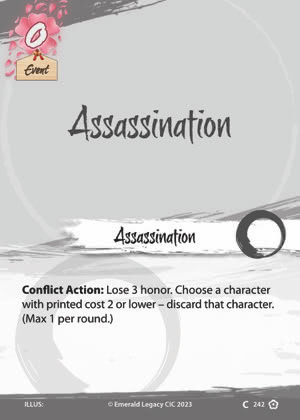 0
Event
Assassination
Assassination
Conflict Action: Lose 3 honor. Choose a character
with printed cost 2 or lower – discard that character.
(Max 1 per round.)
ILLUS: © Emerald Legacy CIC 2023 C 242